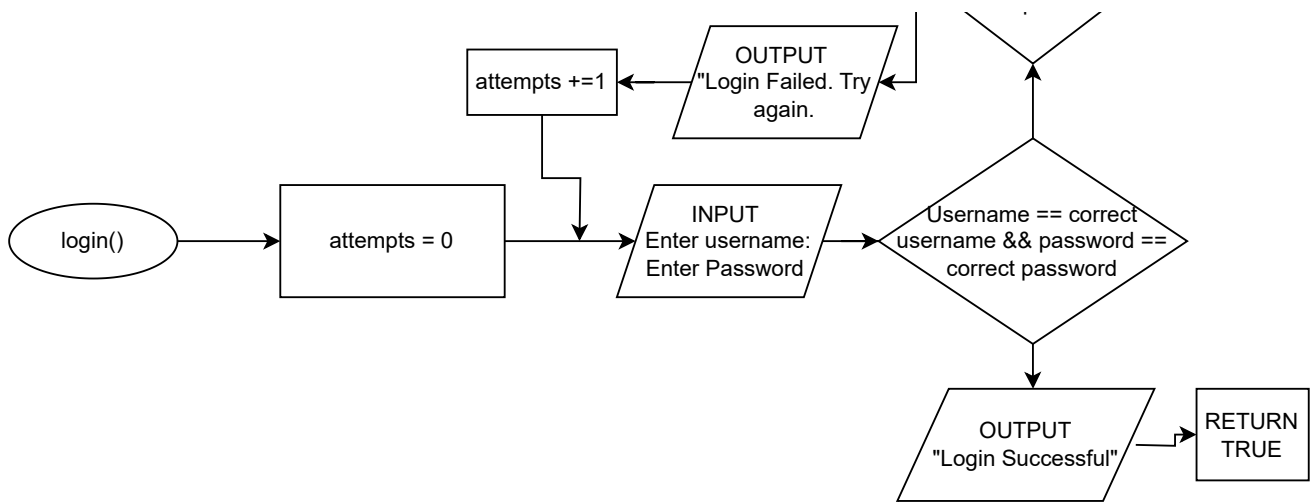 OUTPUT
"Login Failed. Try
again.
attempts +=1
login()
attempts = 0
INPUT
Enter username:
Enter Password
Username == correct
username && password ==
correct password
OUTPUT
"Login Successful"
RETURN
TRUE